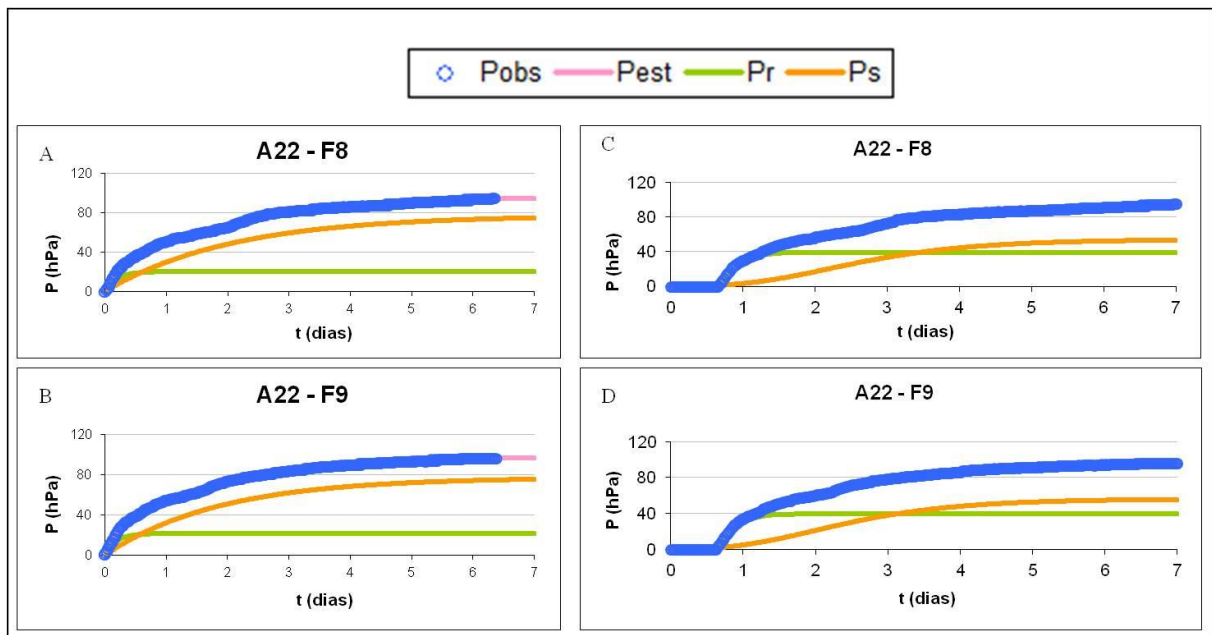 Pobs Pest Pr Ps
A
A22 - F8
P (hPa)
120
80
40
0
0 1 2 3 4 5 6 7
t (dias)
C
A22 - F8
P (hPa)
120
80
40
0
0 1 2 3 4 5 6 7
t (dias)
B
A22 - F9
P (hPa)
120
80
40
0
0 1 2 3 4 5 6 7
t (dias)
D
A22 - F9
P (hPa)
120
80
40
0
0 1 2 3 4 5 6 7
t (dias)